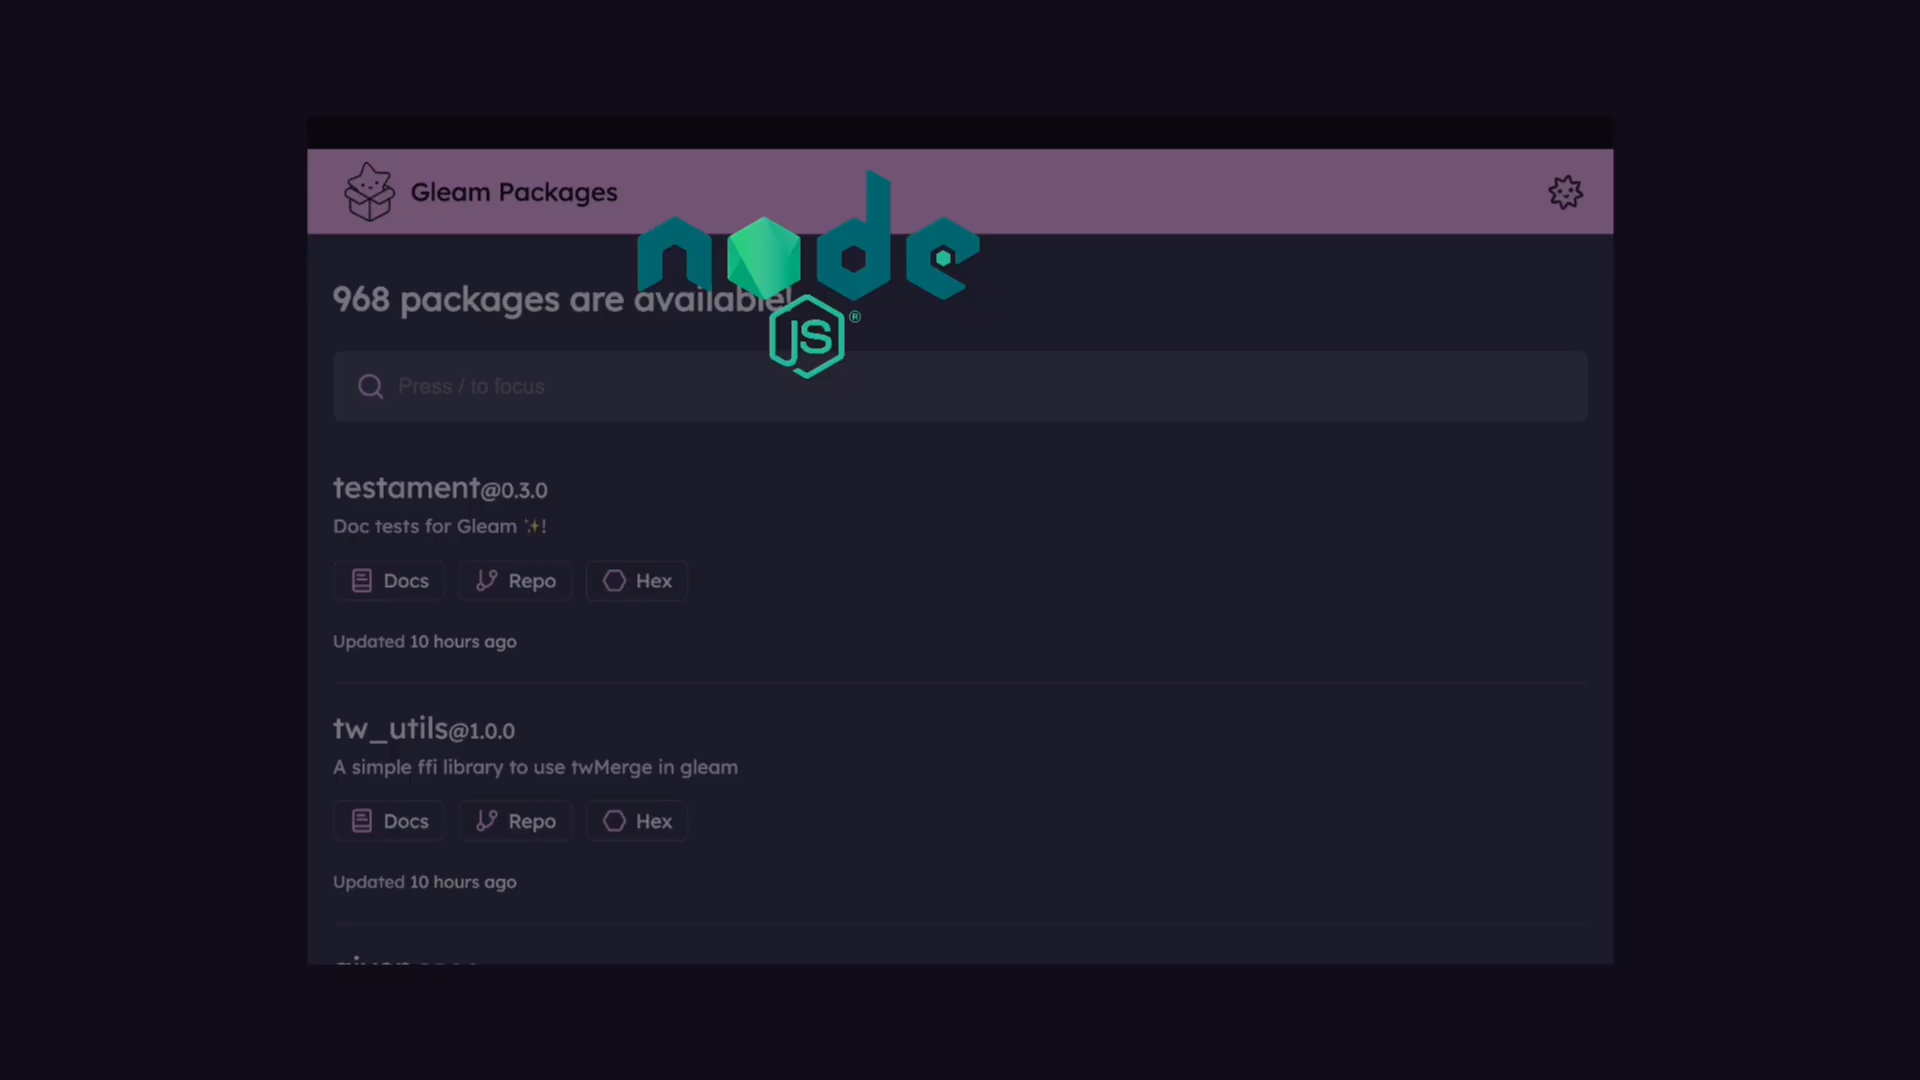 Gleam Packages
node
968 packages are available!
JS®
Press / to focus
testament@0.3.0
Doc tests for Gleam ✨!
Docs
Repo
Hex
Updated 10 hours ago
tw_utils@1.0.0
A simple ffi library to use twMerge in gleam
Docs
Repo
Hex
Updated 10 hours ago